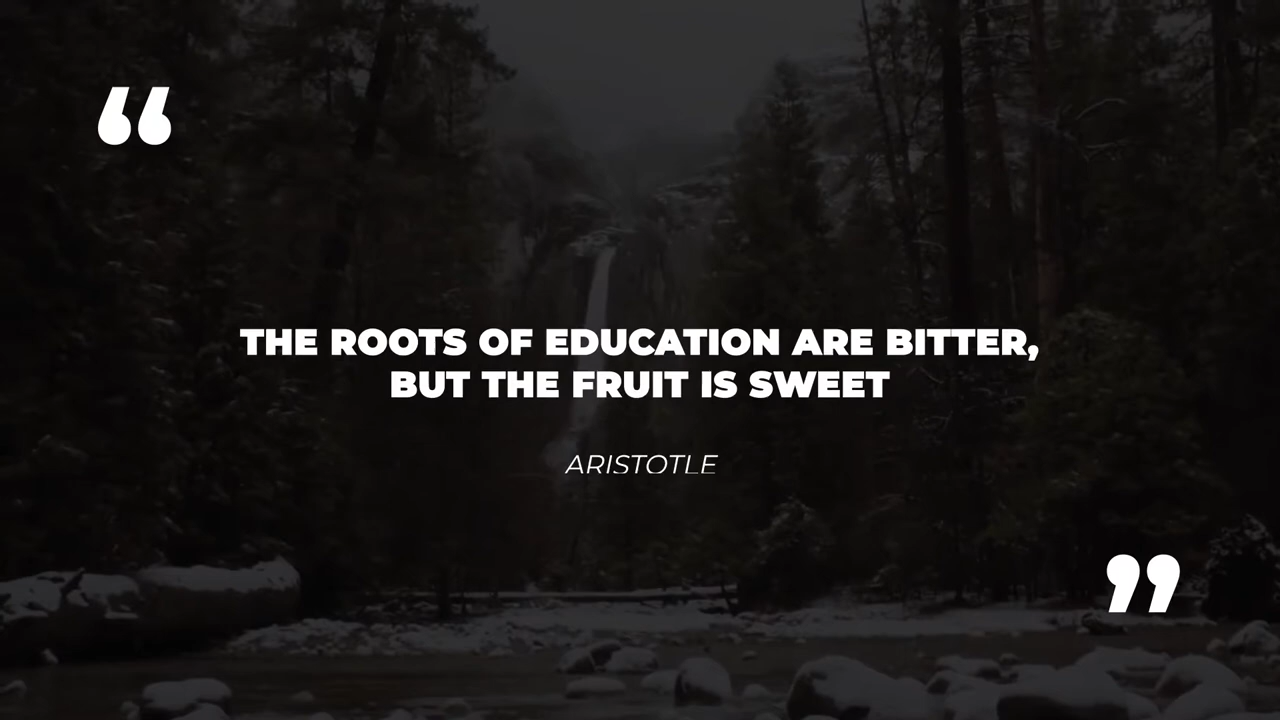 “
THE ROOTS OF EDUCATION ARE BITTER,
BUT THE FRUIT IS SWEET
ARISTOTLE
”